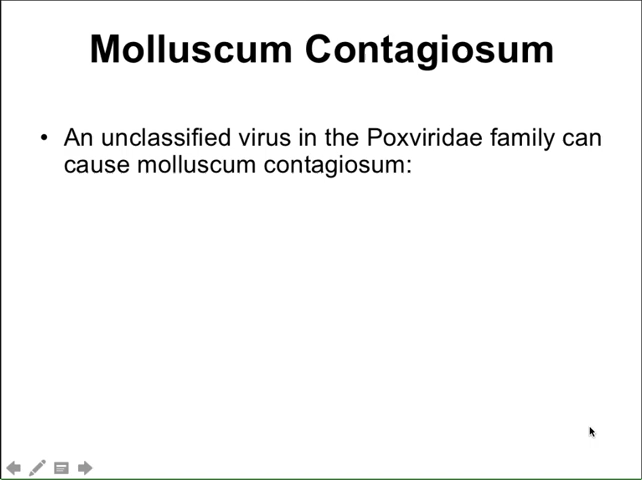 Molluscum Contagiosum
• An unclassified virus in the Poxviridae family can
cause molluscum contagiosum: